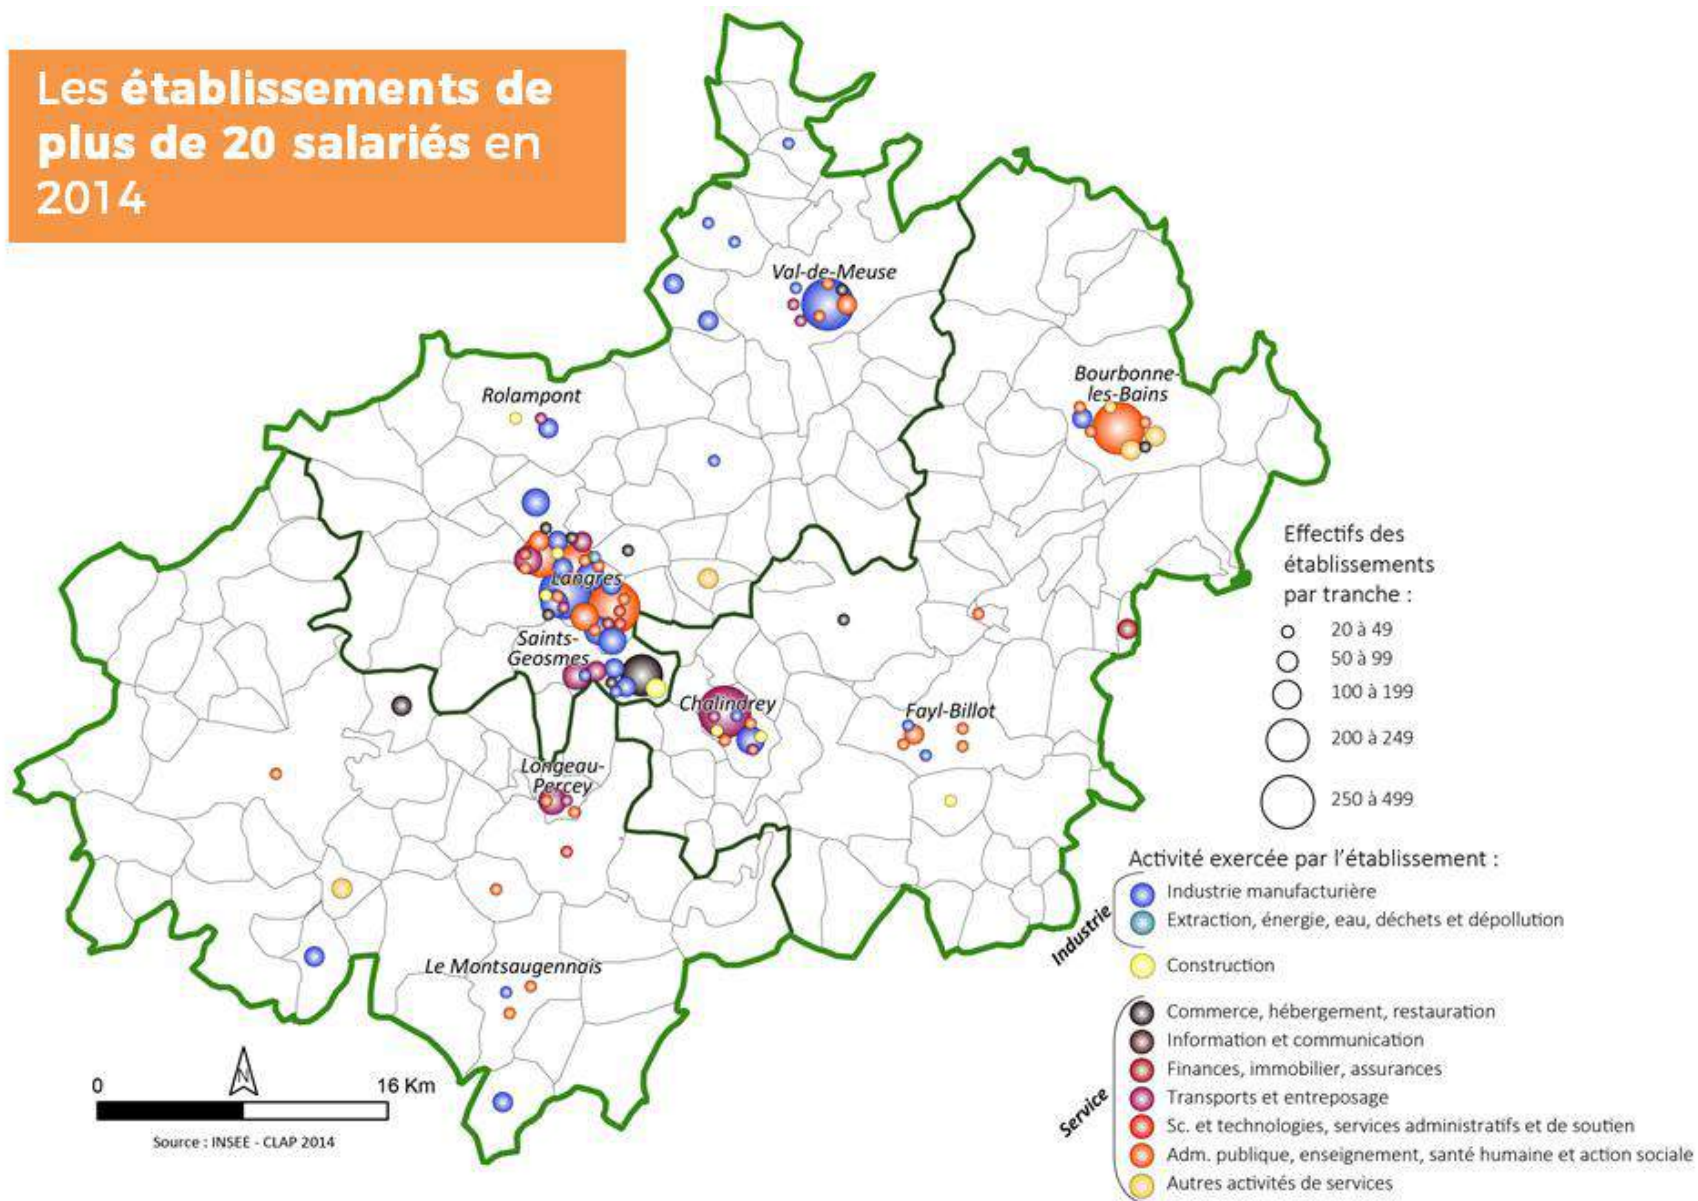 Les établissements de
plus de 20 salariés en
2014
Val-de-Meuse
Bourbonne-
les-Bains
Rolampont
Langres
Saints-
Geosmes
Chalindrey
Fayl-Billot
Longeau-
Percey
Le Montsaugennais
Effectifs des
établissements
par tranche :
20 à 49
50 à 99
100 à 199
200 à 249
250 à 499
Activité exercée par l'établissement :
Industrie
Industrie manufacturière
Extraction, énergie, eau, déchets et dépollution
Construction
Service
Commerce, hébergement, restauration
Information et communication
Finances, immobilier, assurances
Transports et entreposage
Sc. et technologies, services administratifs et de soutien
Adm. publique, enseignement, santé humaine et action sociale
Autres activités de services
N
0 16 Km
Source : INSEE - CLAP 2014